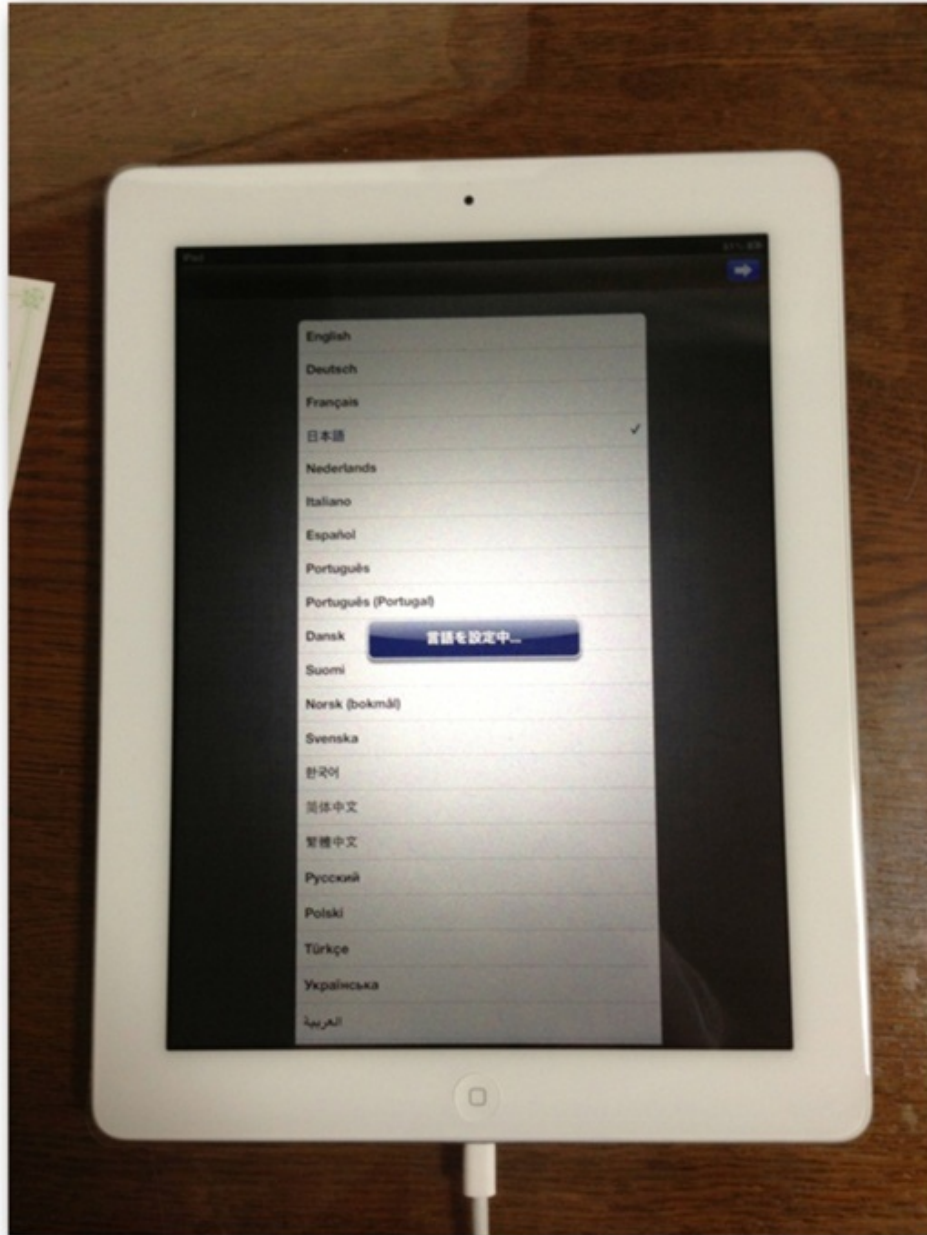 iPad
English
Deutsch
Français
日本語
Nederlands
Italiano
Español
Português
Português (Portugal)
Dansk
言語を設定中...
Suomi
Norsk (bokmål)
Svenska
한국어
简体中文
繁體中文
Русский
Polski
Türkçe
Українська
العربية